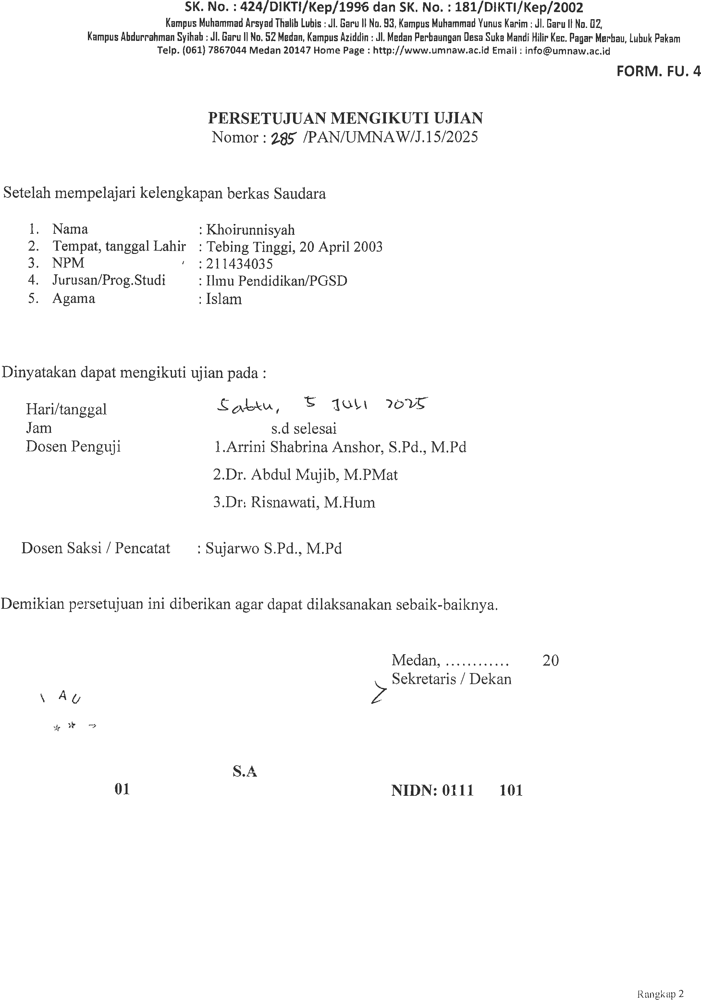 SK. No. : 424/DIKTI/Kep/1996 dan SK. No. : 181/DIKTI/Kep/2002
Kampus Muhammad Arsyad Thalib Lubis : Jl. Garu II No. 93, Kampus Muhammad Yunus Karim : Jl. Garu II No. 02,
Kampus Abdurrahman Syihab : Jl. Garu II No. 52 Medan, Kampus Aziddin : Jl. Medan Perbaungan Desa Suka Mandi Hilir Kec. Pagar Merbau, Lubuk Pakam
Telp. (061) 7867044 Medan 20147 Home Page : http://www.umnaw.ac.id Email : info@umnaw.ac.id
FORM. FU. 4
PERSETUJUAN MENGIKUTI UJIAN
Nomor : 285 /PAN/UMNAW/J.15/2025
Setelah mempelajari kelengkapan berkas Saudara
1. Nama : Khoirunnisyah
2. Tempat, tanggal Lahir : Tebing Tinggi, 20 April 2003
3. NPM : 211434035
4. Jurusan/Prog.Studi : Ilmu Pendidikan/PGSD
5. Agama : Islam
Dinyatakan dapat mengikuti ujian pada :
Hari/tanggal Sabtu, 5 Juli 2025
Jam s.d selesai
Dosen Penguji 1.Arrini Shabrina Anshor, S.Pd., M.Pd
2.Dr. Abdul Mujib, M.PMat
3.Dr. Risnawati, M.Hum
Dosen Saksi / Pencatat : Sujarwo S.Pd., M.Pd
Demikian persetujuan ini diberikan agar dapat dilaksanakan sebaik-baiknya.
Medan, ............ 20
Sekretaris / Dekan
A U
S.A
01 NIDN: 0111 101
Rangkap 2